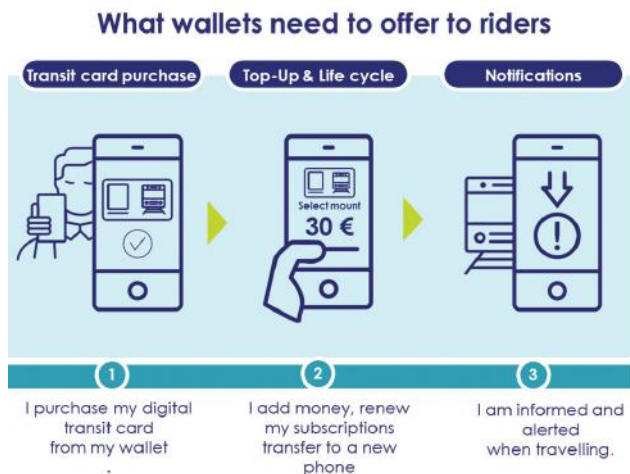 What wallets need to offer to riders
Transit card purchase
Top-Up & Life cycle
Notifications
Select mount
30 €
1
2
3
I purchase my digital
transit card
from my wallet
.
I add money, renew
my subscriptions
transfer to a new
phone
I am informed and
alerted
when travelling.